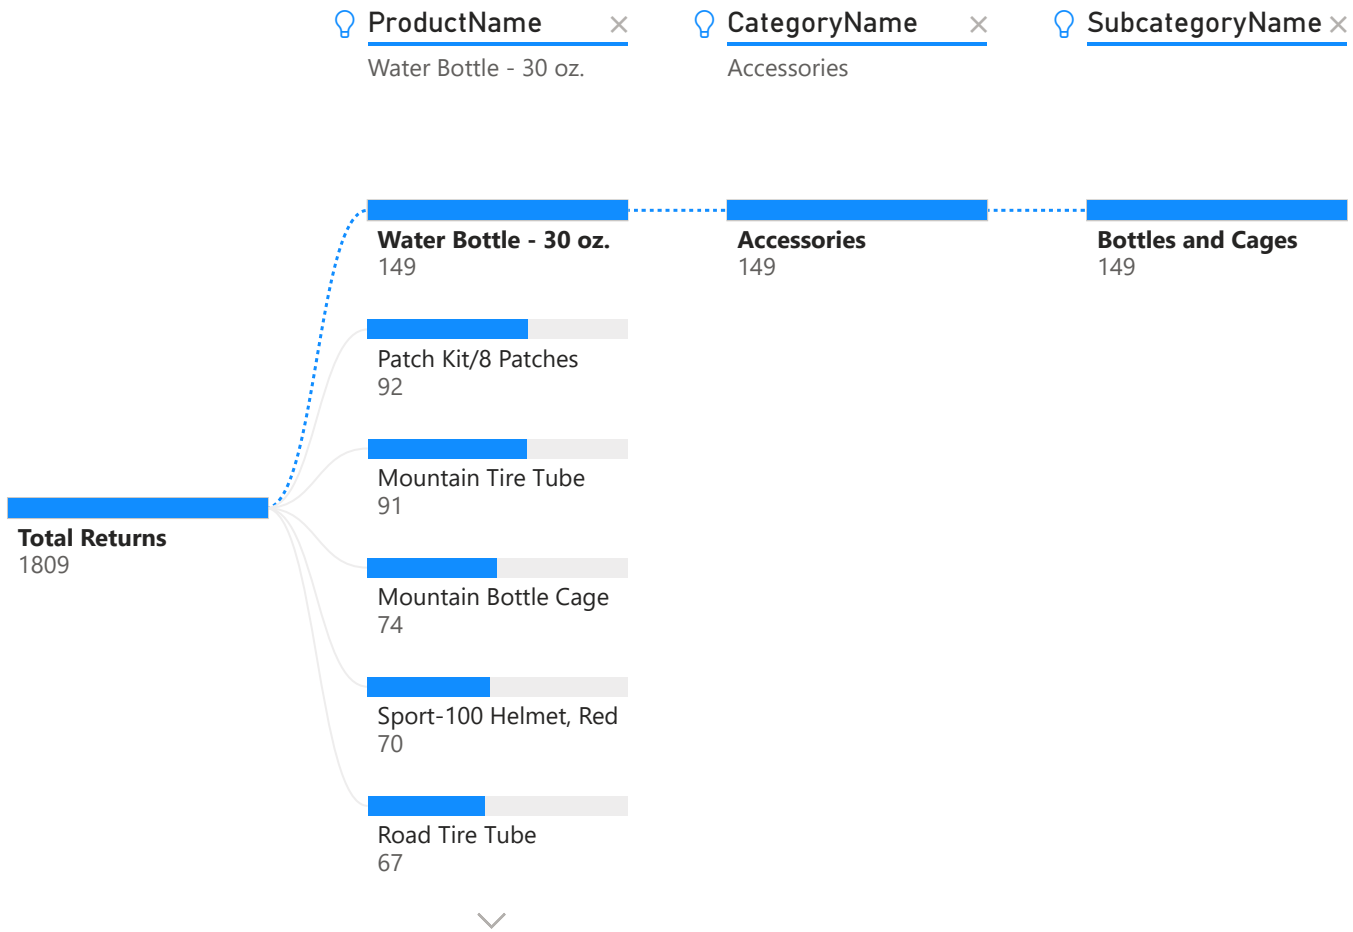 ProductName
CategoryName
SubcategoryName
Water Bottle - 30 oz.
Accessories
Water Bottle - 30 oz.
149
Accessories
149
Bottles and Cages
149
Patch Kit/8 Patches
92
Mountain Tire Tube
91
Total Returns
1809
Mountain Bottle Cage
74
Sport-100 Helmet, Red
70
Road Tire Tube
67